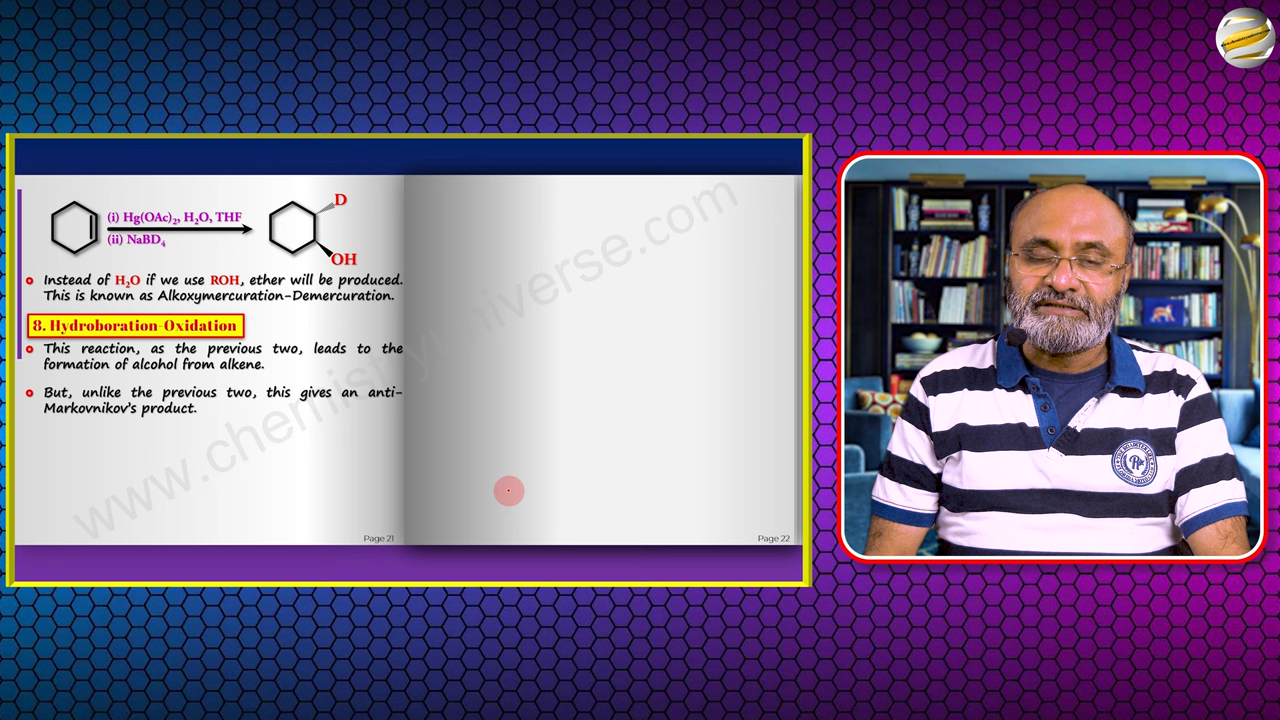 (i) Hg(OAc)₂, H₂O, THF
(ii) NaBD₄
D
OH
Instead of H₂O if we use ROH, ether will be produced.
This is known as Alkoxymercuration-Demercuration.
8. Hydroboration-Oxidation
This reaction, as the previous two, leads to the
formation of alcohol from alkene.
But, unlike the previous two, this gives an anti-
Markovnikov's product.
www.chemistryuniverse.com
Page 21
Page 22